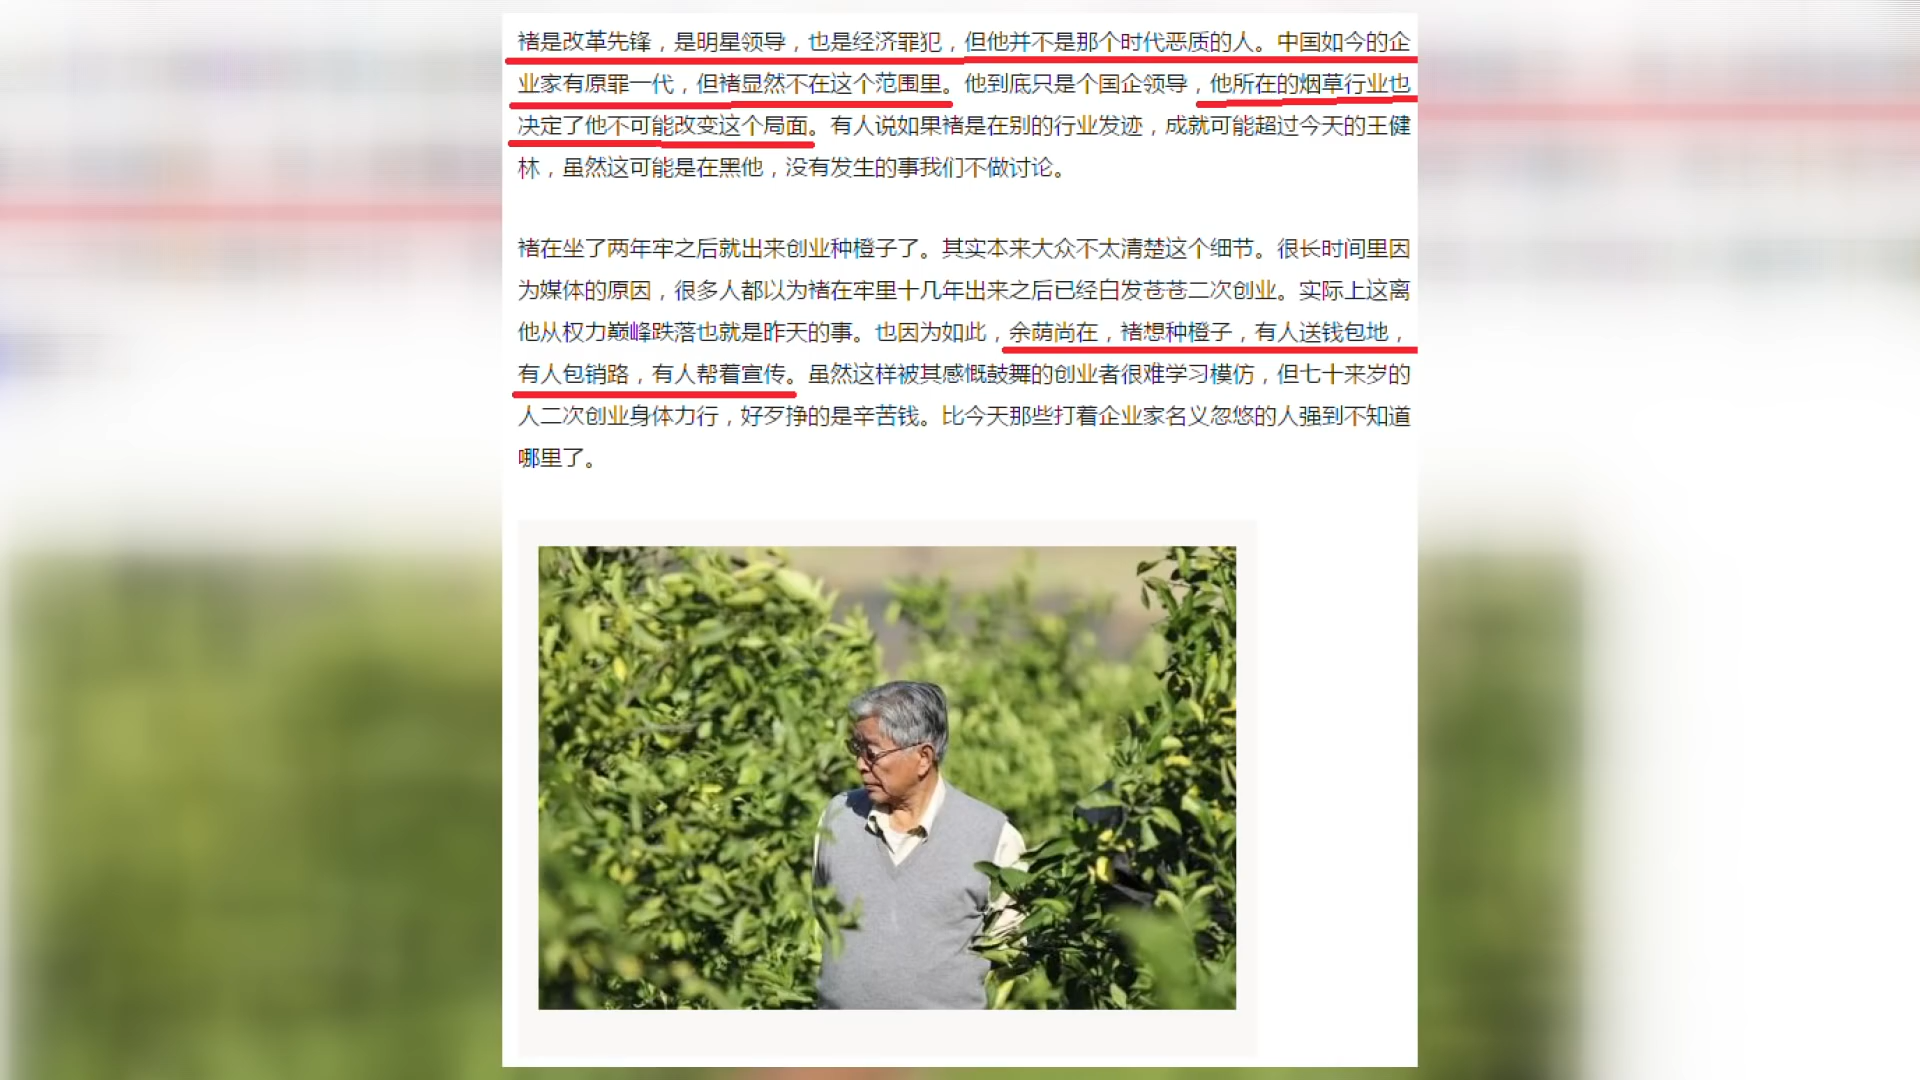 褚是改革先锋，是明星领导，也是经济罪犯，但他并不是那个时代恶质的人。中国如今的企
业家有原罪一代，但褚显然不在这个范围里。他到底只是个国企领导，他所在的烟草行业也
决定了他不可能改变这个局面。有人说如果褚是在别的行业发迹，成就可能超过今天的王健
林，虽然这可能是在黑他，没有发生的事我们不做讨论。
褚在坐了两年牢之后就出来创业种橙子了。其实本来大众不太清楚这个细节。很长时间里因
为媒体的原因，很多人都以为褚在牢里十几年出来之后已经白发苍苍二次创业。实际上这离
他从权力巅峰跌落也就是昨天的事。也因为如此，余荫尚在，褚想种橙子，有人送钱包地，
有人包销路，有人帮着宣传。虽然这样被其感慨鼓舞的创业者很难学习模仿，但七十来岁的
人二次创业身体力行，好歹挣的是辛苦钱。比今天那些打着企业家名义忽悠的人强到不知道
哪里了。